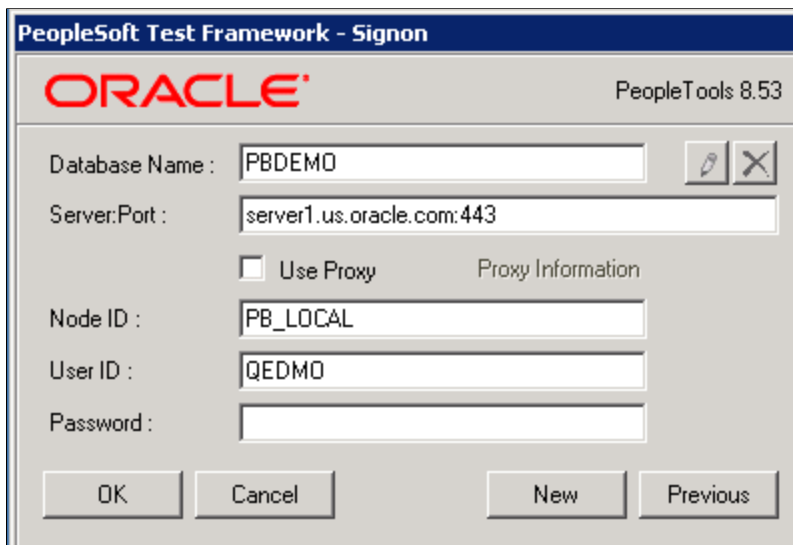 PeopleSoft Test Framework - Signon
ORACLE PeopleTools 8.53
Database Name : PBDEMO
Server:Port : server1.us.oracle.com:443
Use Proxy Proxy Information
Node ID : PB_LOCAL
User ID : QEDMO
Password :
OK Cancel New Previous